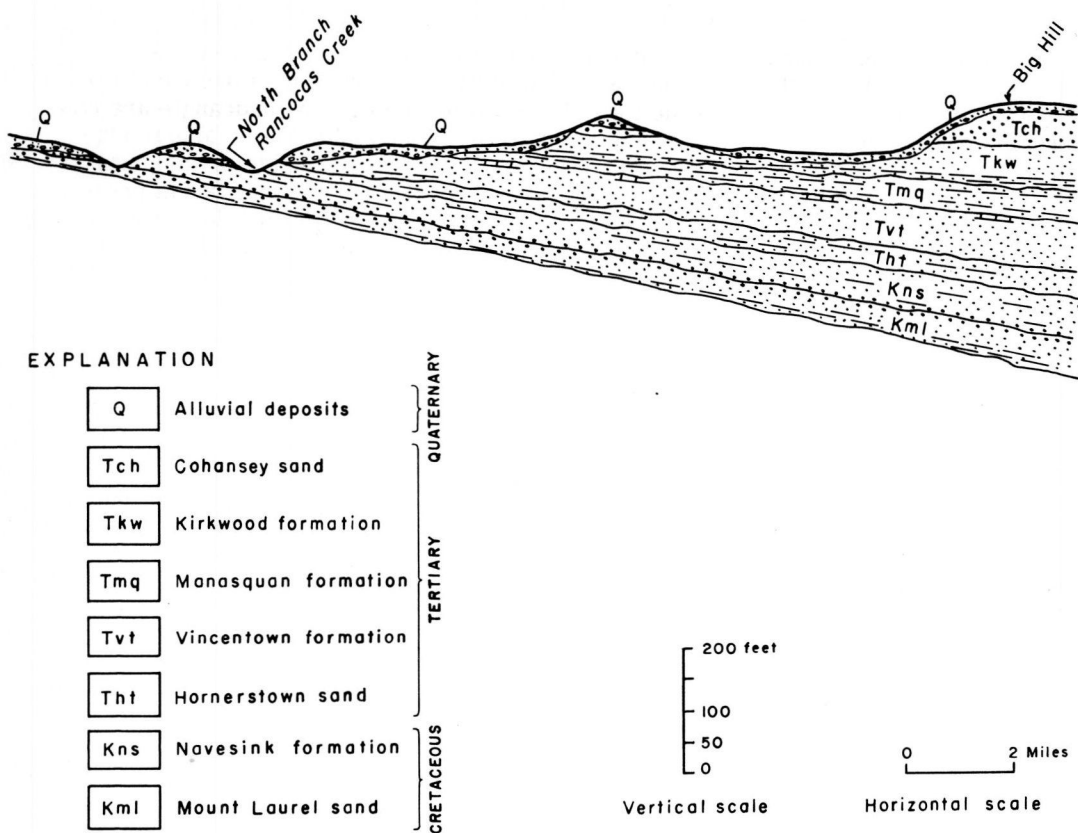 North Branch
Rancocas Creek
Big Hill
Q
Q
Q
Q
Q
Tch
Tkw
Tmq
Tvt
Tht
Kns
Kml
EXPLANATION
Q Alluvial deposits
QUATERNARY
Tch Cohansey sand
Tkw Kirkwood formation
Tmq Manasquan formation
Tvt Vincentown formation
Tht Hornerstown sand
TERTIARY
Kns Navesink formation
Kml Mount Laurel sand
CRETACEOUS
200 feet
100
50
0
Vertical scale
0 2 Miles
Horizontal scale